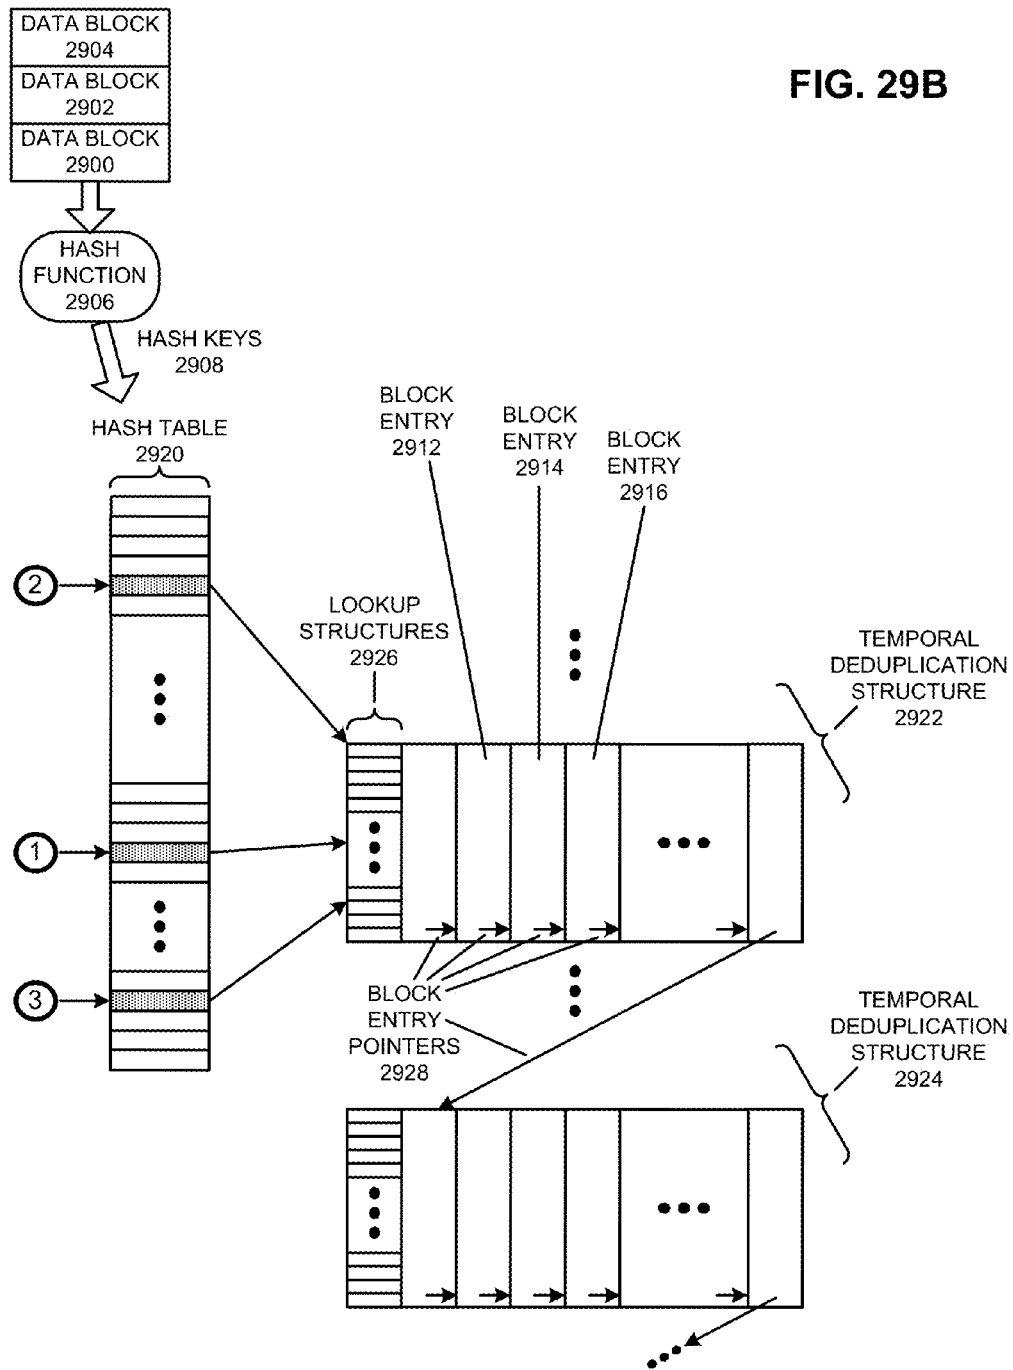 DATA BLOCK
2904
DATA BLOCK
2902
DATA BLOCK
2900
FIG. 29B
HASH
FUNCTION
2906
HASH KEYS
2908
HASH TABLE
2920
BLOCK
ENTRY
2912
BLOCK
ENTRY
2914
BLOCK
ENTRY
2916
2
LOOKUP
STRUCTURES
2926
TEMPORAL
DEDUPLICATION
STRUCTURE
2922
1
3
BLOCK
ENTRY
POINTERS
2928
TEMPORAL
DEDUPLICATION
STRUCTURE
2924